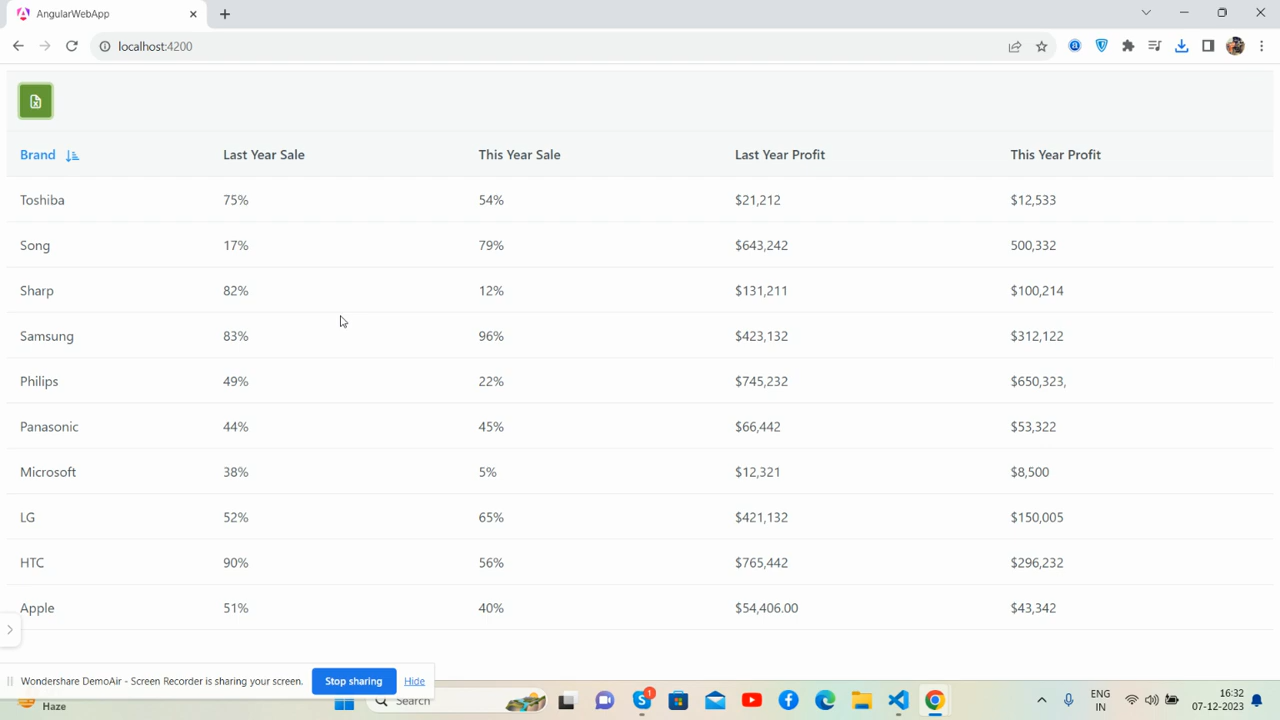 AngularWebApp
localhost:4200
Brand Last Year Sale This Year Sale Last Year Profit This Year Profit
Toshiba 75% 54% $21,212 $12,533
Song 17% 79% $643,242 500,332
Sharp 82% 12% $131,211 $100,214
Samsung 83% 96% $423,132 $312,122
Philips 49% 22% $745,232 $650,323,
Panasonic 44% 45% $66,442 $53,322
Microsoft 38% 5% $12,321 $8,500
LG 52% 65% $421,132 $150,005
HTC 90% 56% $765,442 $296,232
Apple 51% 40% $54,406.00 $43,342
Wondershare DemoAir - Screen Recorder is sharing your screen. Stop sharing Hide
Haze Search 1 ENG 16:32
IN 07-12-2023